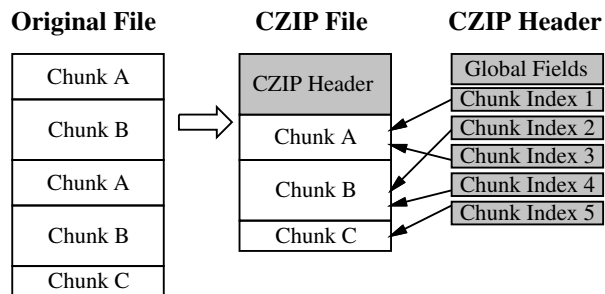 Original File
Chunk A
Chunk B
Chunk A
Chunk B
Chunk C
CZIP File
CZIP Header
Chunk A
Chunk B
Chunk C
CZIP Header
Global Fields
Chunk Index 1
Chunk Index 2
Chunk Index 3
Chunk Index 4
Chunk Index 5